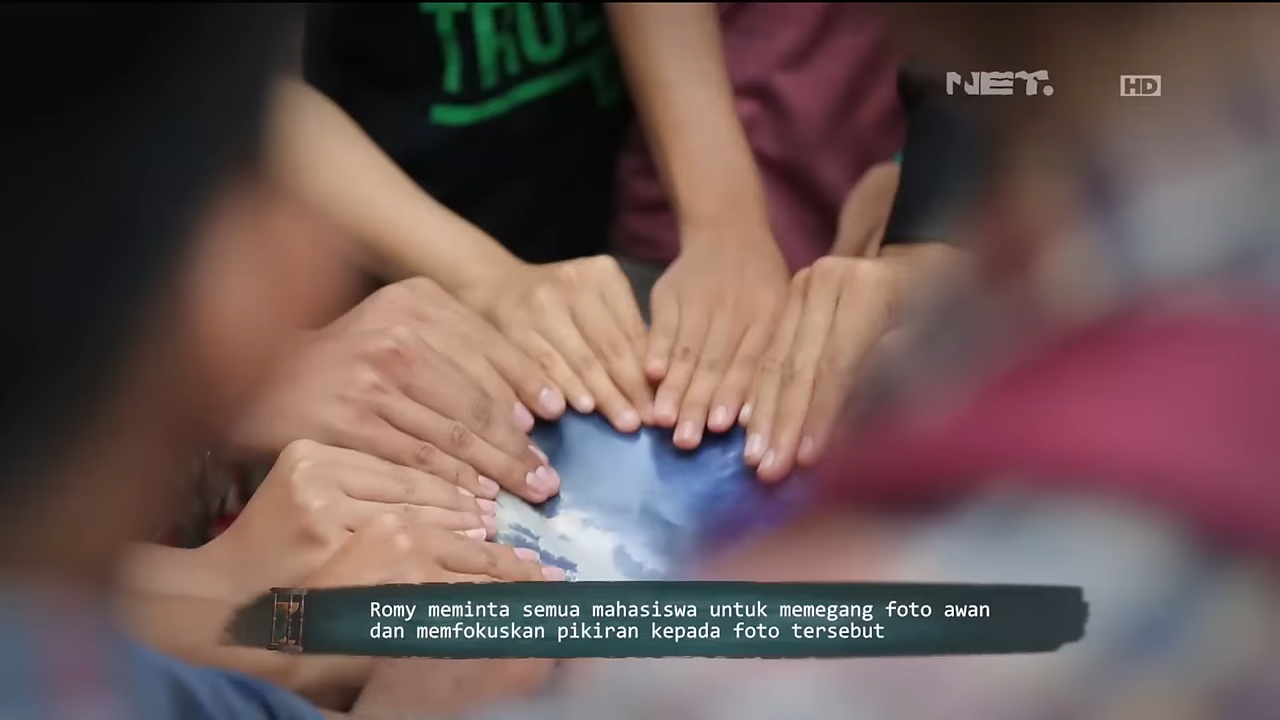 NET.
HD
Romy meminta semua mahasiswa untuk memegang foto awan
dan memfokuskan pikiran kepada foto tersebut